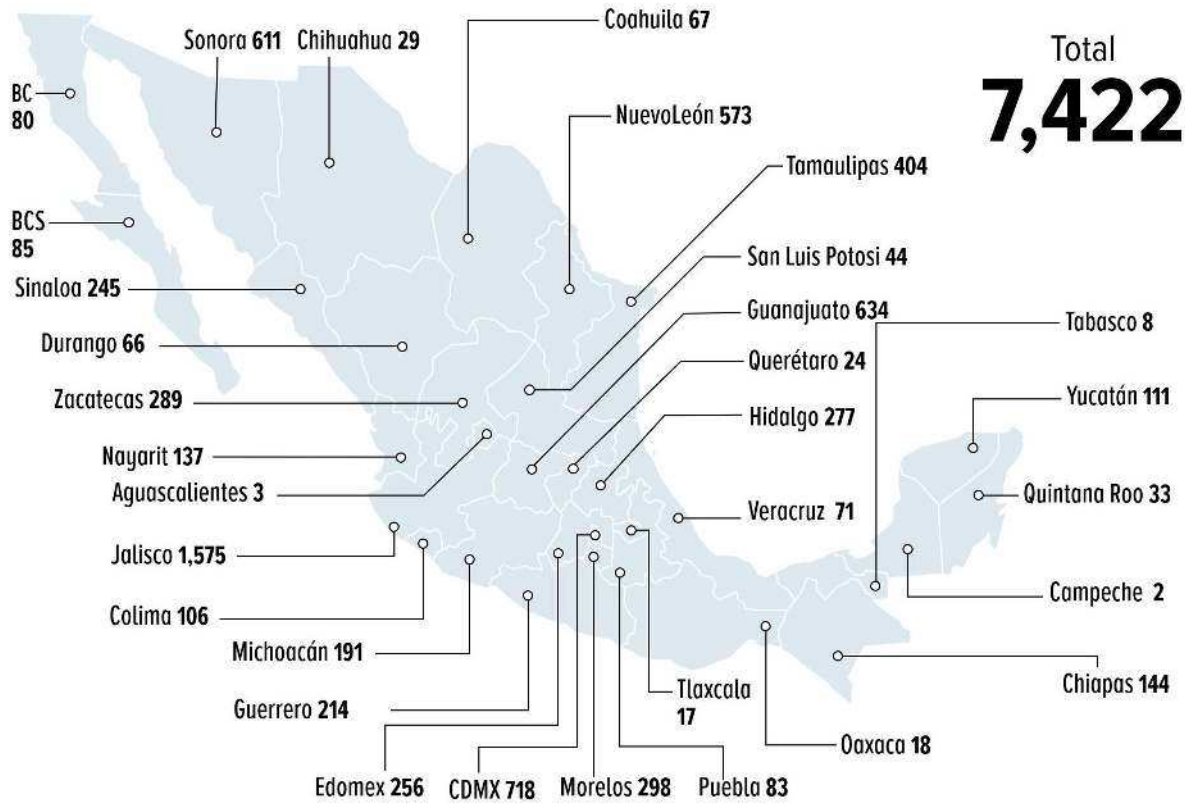 Coahuila 67
Sonora 611
Chihuahua 29
Total
7,422
BC
80
NuevoLeón 573
Tamaulipas 404
BCS
85
San Luis Potosi 44
Sinaloa 245
Guanajuato 634
Tabasco 8
Durango 66
Querétaro 24
Zacatecas 289
Yucatán 111
Hidalgo 277
Nayarit 137
Aguascalientes 3
Quintana Roo 33
Veracruz 71
Jalisco 1,575
Campeche 2
Colima 106
Michoacán 191
Chiapas 144
Tlaxcala
17
Guerrero 214
Oaxaca 18
Edomex 256
CDMX 718
Morelos 298
Puebla 83